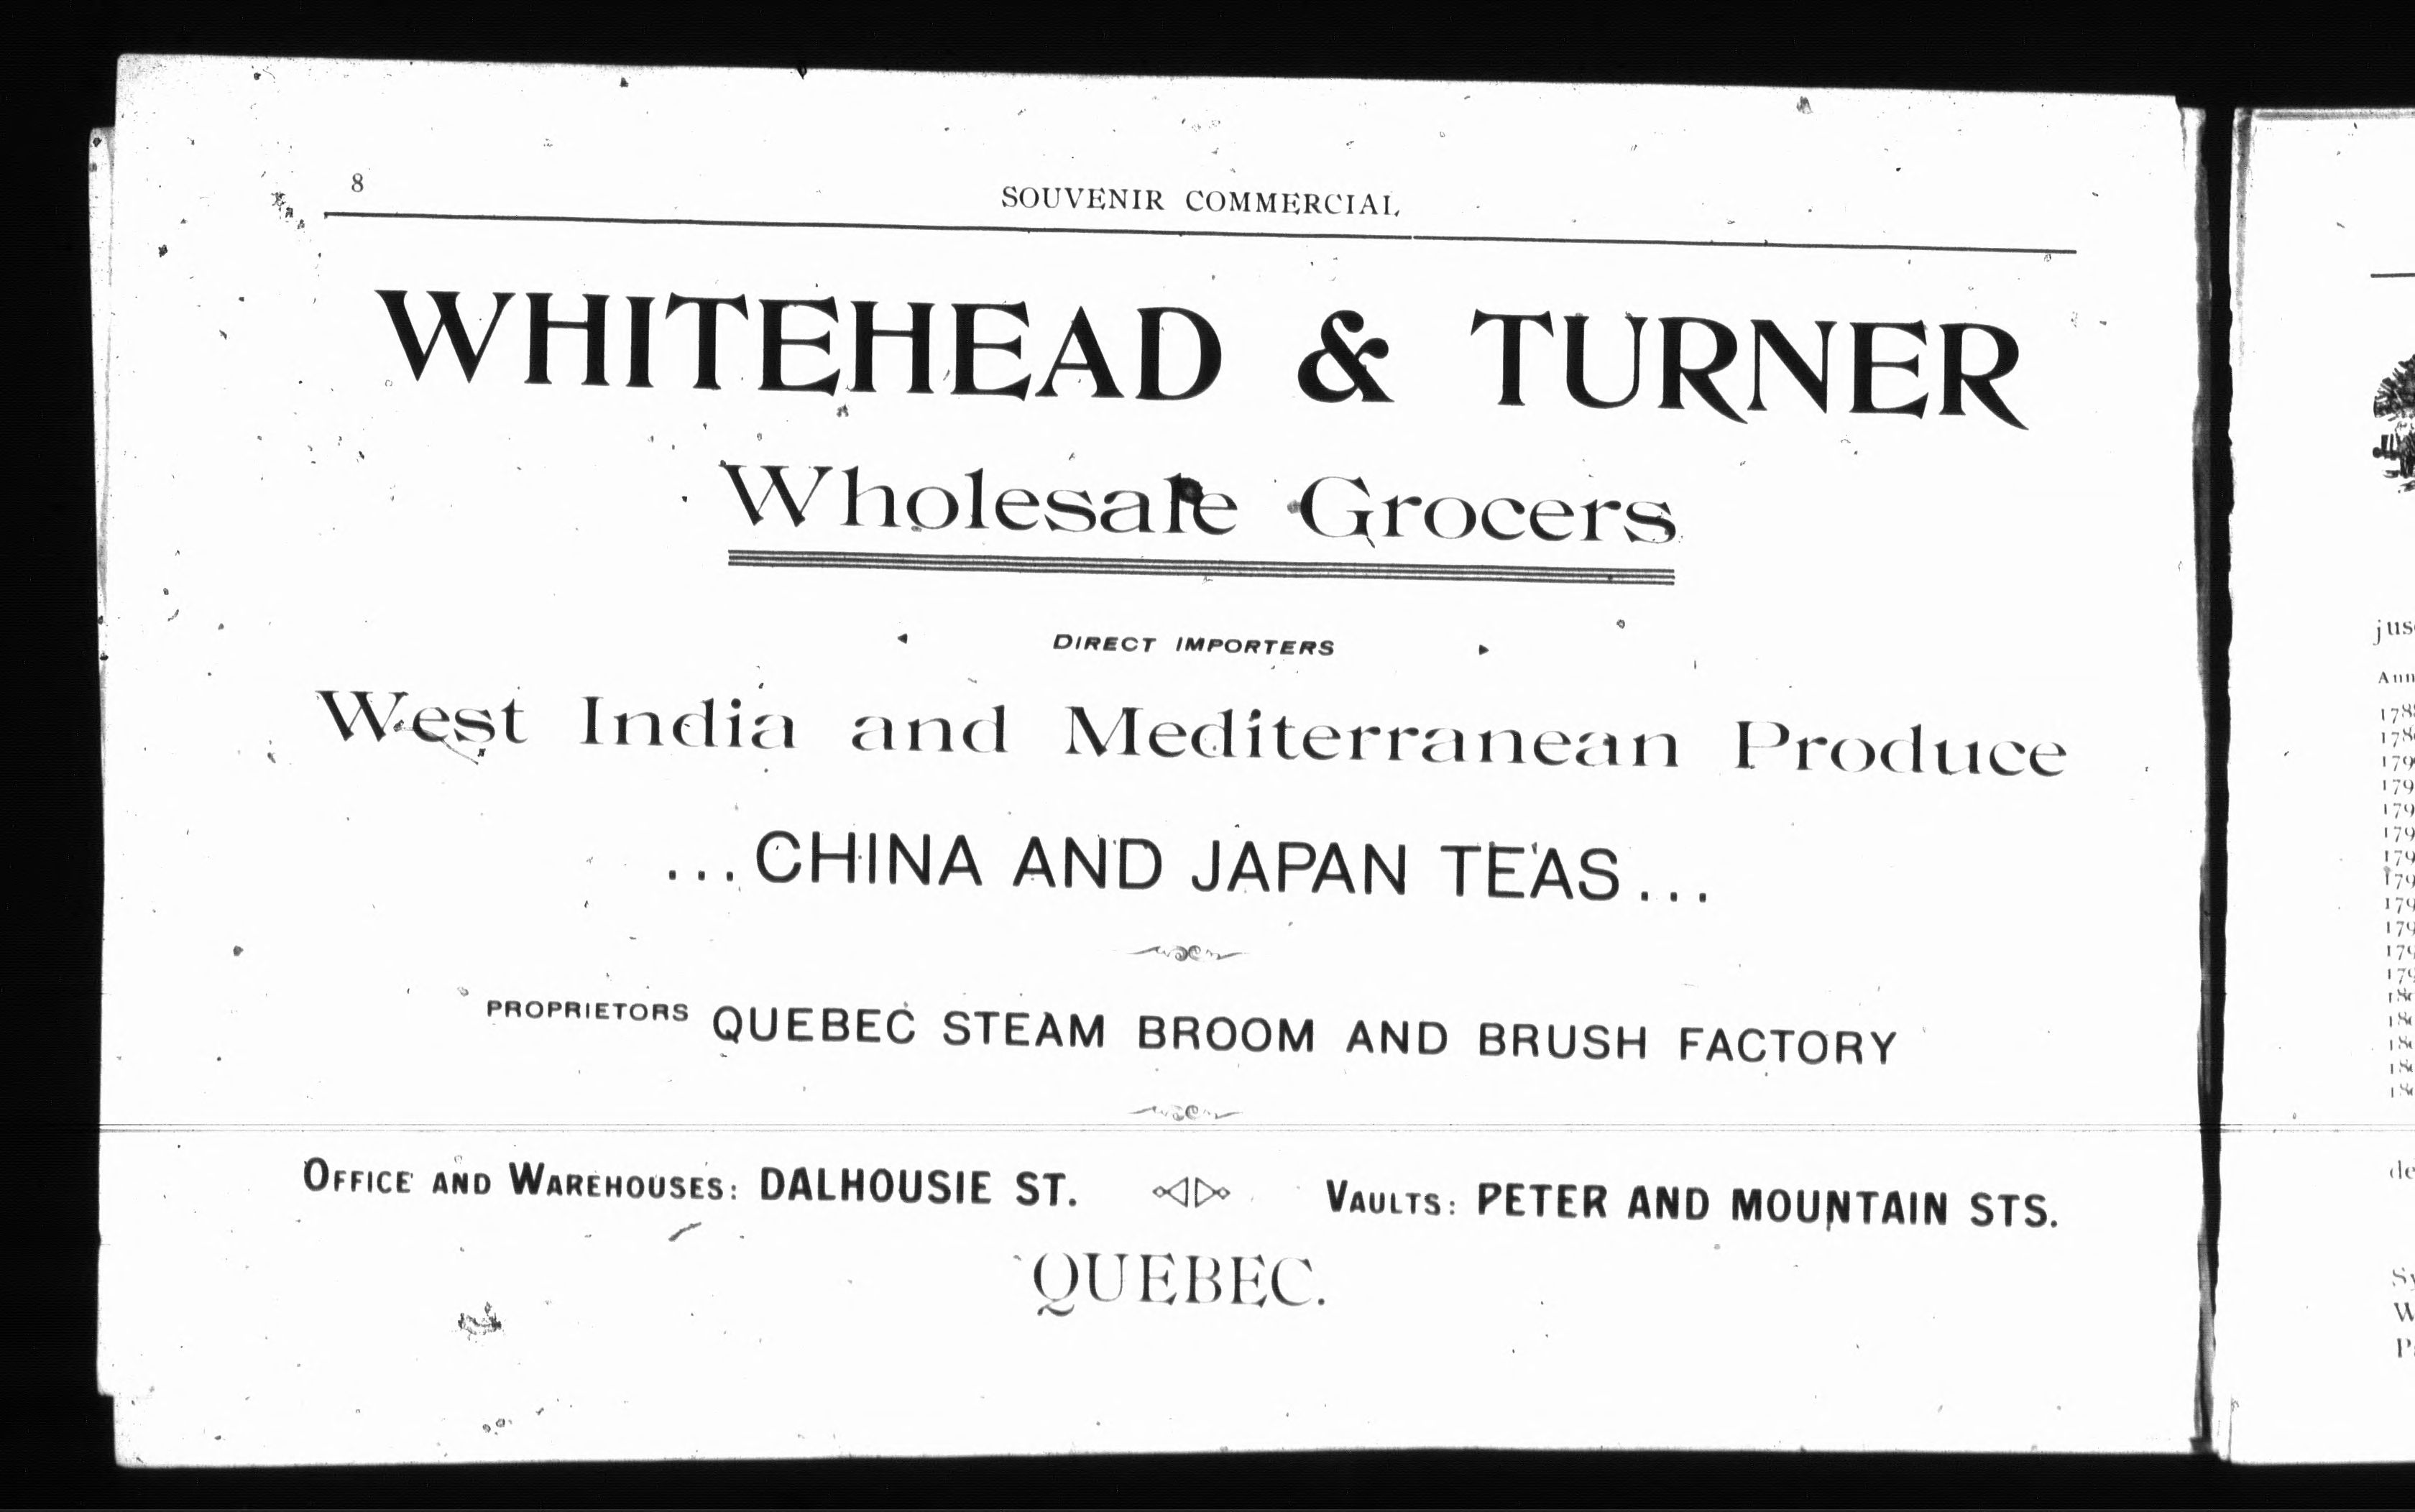 8
SOUVENIR COMMERCIAL
WHITEHEAD & TURNER
Wholesale Grocers
DIRECT IMPORTERS
West India and Mediterranean Produce
...CHINA AND JAPAN TEAS...
PROPRIETORS QUEBEC STEAM BROOM AND BRUSH FACTORY
OFFICE AND WAREHOUSES: DALHOUSIE ST.
VAULTS: PETER AND MOUNTAIN STS.
QUEBEC.